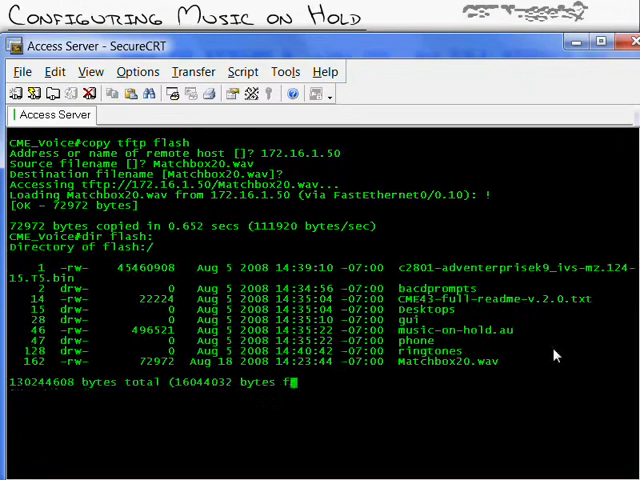 CONFIGURING MUSIC ON HOLD
Access Server - SecureCRT
File Edit View Options Transfer Script Tools Help
Access Server
CME_Voice#copy tftp flash
Address or name of remote host []? 172.16.1.50
Source filename []? Matchbox20.wav
Destination filename [Matchbox20.wav]?
Accessing tftp://172.16.1.50/Matchbox20.wav...
Loading Matchbox20.wav from 172.16.1.50 (via FastEthernet0/0.10): !
[OK - 72972 bytes]
72972 bytes copied in 0.652 secs (111920 bytes/sec)
CME_Voice#dir flash:
Directory of flash:/
1 -rw- 45460908 Aug 5 2008 14:39:10 -07:00 c2801-adventerprisek9_ivs-mz.124-
15.T5.bin
2 drw- 0 Aug 5 2008 14:34:56 -07:00 bacdprompts
14 -rw- 22224 Aug 5 2008 14:35:04 -07:00 CME43-full-readme-v.2.0.txt
15 drw- 0 Aug 5 2008 14:35:04 -07:00 Desktops
28 drw- 0 Aug 5 2008 14:35:10 -07:00 gui
46 -rw- 496521 Aug 5 2008 14:35:22 -07:00 music-on-hold.au
47 drw- 0 Aug 5 2008 14:35:22 -07:00 phone
128 drw- 0 Aug 5 2008 14:40:42 -07:00 ringtones
162 -rw- 72972 Aug 18 2008 14:23:44 -07:00 Matchbox20.wav
130244608 bytes total (16044032 bytes f